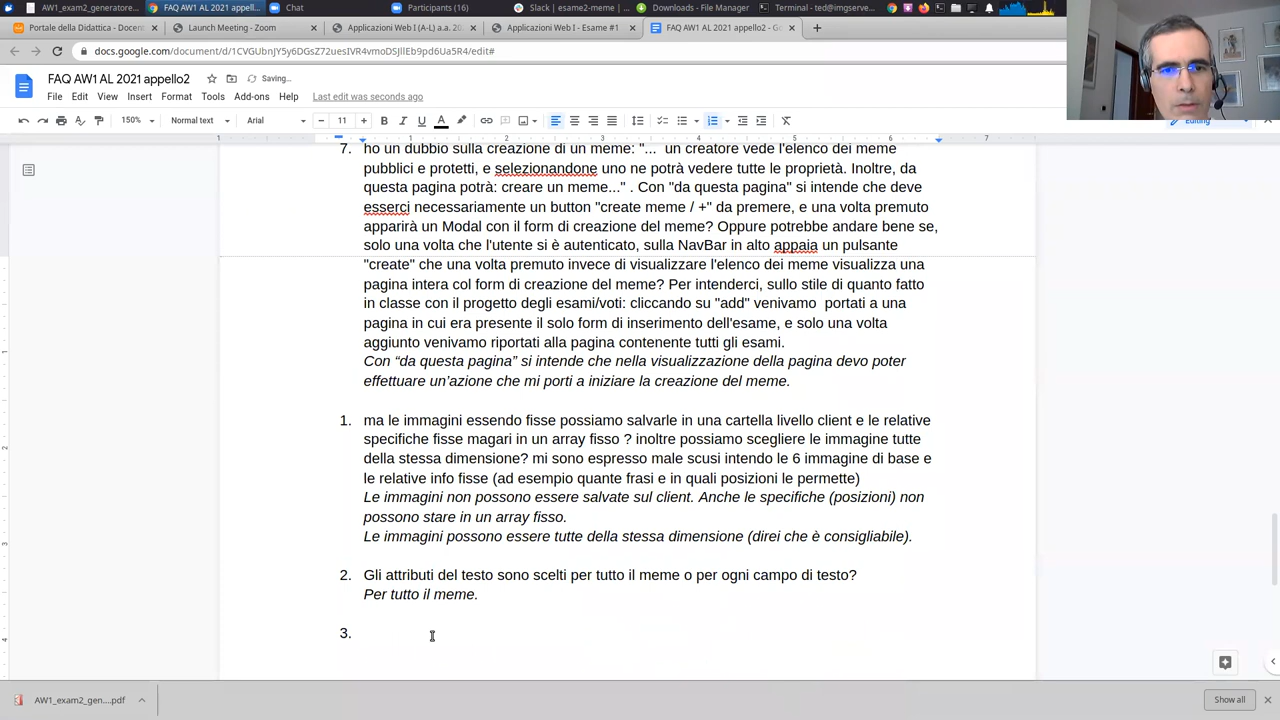 AW1_exam2_generatore...
FAQ AW1 AL 2021 appello2...
Chat
Participants (16)
Slack | esame2-meme | ...
Downloads - File Manager
Terminal - ted@imgserve...
Portale della Didattica - Docen
Launch Meeting - Zoom
Applicazioni Web I (A-L) a.a. 20
Applicazioni Web I - Esame #1
FAQ AW1 AL 2021 appello2 - Go
docs.google.com/document/d/1CVGUbnJY5y6DGsZ72uesIVR4vmoDSJllEb9pd6Ua5R4/edit#
FAQ AW1 AL 2021 appello2
Saving...
File Edit View Insert Format Tools Add-ons Help Last edit was seconds ago
150% Normal text Arial 11
Editing
7. ho un dubbio sulla creazione di un meme: "... un creatore vede l'elenco dei meme
pubblici e protetti, e selezionandone uno ne potrà vedere tutte le proprietà. Inoltre, da
questa pagina potrà: creare un meme..." . Con "da questa pagina" si intende che deve
esserci necessariamente un button "create meme / +" da premere, e una volta premuto
apparirà un Modal con il form di creazione del meme? Oppure potrebbe andare bene se,
solo una volta che l'utente si è autenticato, sulla NavBar in alto appaia un pulsante
"create" che una volta premuto invece di visualizzare l'elenco dei meme visualizza una
pagina intera col form di creazione del meme? Per intenderci, sullo stile di quanto fatto
in classe con il progetto degli esami/voti: cliccando su "add" venivamo portati a una
pagina in cui era presente il solo form di inserimento dell'esame, e solo una volta
aggiunto venivamo riportati alla pagina contenente tutti gli esami.
Con “da questa pagina” si intende che nella visualizzazione della pagina devo poter
effettuare un’azione che mi porti a iniziare la creazione del meme.
1. ma le immagini essendo fisse possiamo salvarle in una cartella livello client e le relative
specifiche fisse magari in un array fisso ? inoltre possiamo scegliere le immagine tutte
della stessa dimensione? mi sono espresso male scusi intendo le 6 immagine di base e
le relative info fisse (ad esempio quante frasi e in quali posizioni le permette)
Le immagini non possono essere salvate sul client. Anche le specifiche (posizioni) non
possono stare in un array fisso.
Le immagini possono essere tutte della stessa dimensione (direi che è consigliabile).
2. Gli attributi del testo sono scelti per tutto il meme o per ogni campo di testo?
Per tutto il meme.
3.
AW1_exam2_gen....pdf
Show all